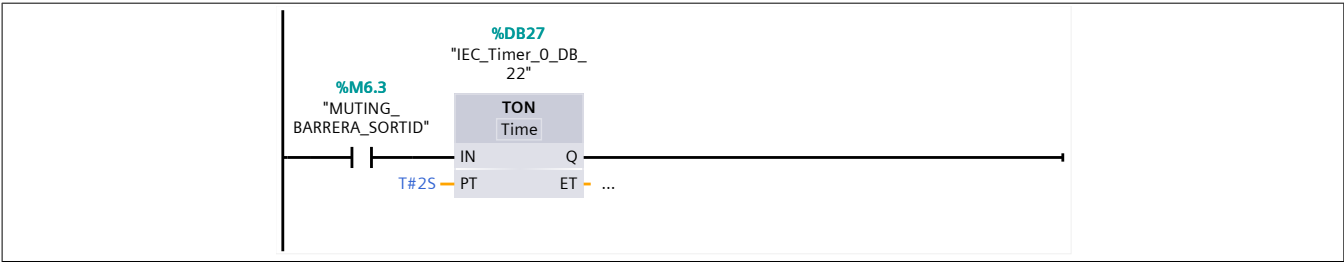 %DB27
"IEC_Timer_0_DB_
22"
%M6.3
"MUTING_
BARRERA_SORTID"
TON
Time
IN Q
T#2S PT ET ...